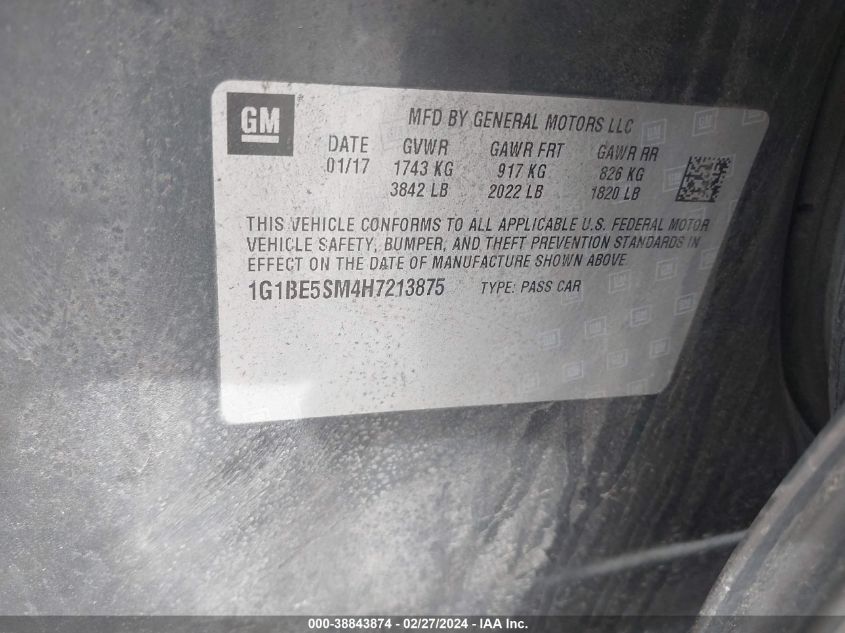 GM
MFD BY GENERAL MOTORS LLC
DATE GVWR GAWR FRT GAWR RR
01/17 1743 KG 917 KG 826 KG
3842 LB 2022 LB 1820 LB
THIS VEHICLE CONFORMS TO ALL APPLICABLE U.S. FEDERAL MOTOR
VEHICLE SAFETY, BUMPER, AND THEFT PREVENTION STANDARDS IN
EFFECT ON THE DATE OF MANUFACTURE SHOWN ABOVE.
1G1BE5SM4H7213875 TYPE: PASS CAR
000-38843874 - 02/27/2024 - IAA Inc.